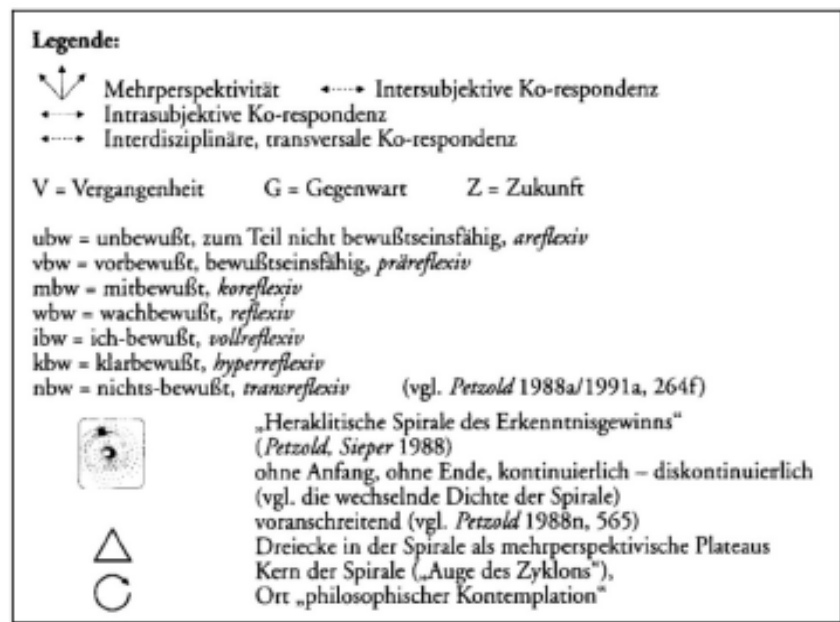 Legende:
Mehrperspektivität Intersubjektive Ko-respondenz
Intrasubjektive Ko-respondenz
Interdisziplinäre, transversale Ko-respondenz
V = Vergangenheit G = Gegenwart Z = Zukunft
ubw = unbewußt, zum Teil nicht bewußtseinsfähig, areflexiv
vbw = vorbewußt, bewußtseinsfähig, präreflexiv
mbw = mitbewußt, koreflexiv
wbw = wachbewußt, reflexiv
ibw = ich-bewußt, vollreflexiv
kbw = klarbewußt, hyperreflexiv
nbw = nichts-bewußt, transreflexiv (vgl. Petzold 1988a/1991a, 264f)
„Heraklitische Spirale des Erkenntnisgewinns“
(Petzold, Sieper 1988)
ohne Anfang, ohne Ende, kontinuierlich – diskontinuierlich
(vgl. die wechselnde Dichte der Spirale)
voranschreitend (vgl. Petzold 1988n, 565)
Dreiecke in der Spirale als mehrperspektivische Plateaus
Kern der Spirale („Auge des Zyklons“),
Ort „philosophischer Kontemplation“